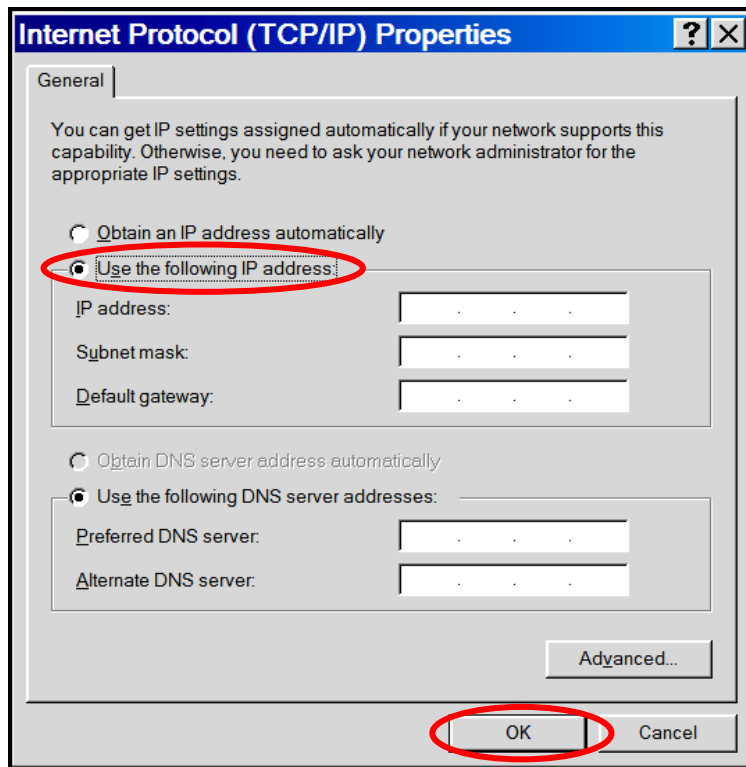 Internet Protocol (TCP/IP) Properties
General
You can get IP settings assigned automatically if your network supports this
capability. Otherwise, you need to ask your network administrator for the
appropriate IP settings.
Obtain an IP address automatically
Use the following IP address:
IP address:
Subnet mask:
Default gateway:
Obtain DNS server address automatically
Use the following DNS server addresses:
Preferred DNS server:
Alternate DNS server:
Advanced...
OK
Cancel